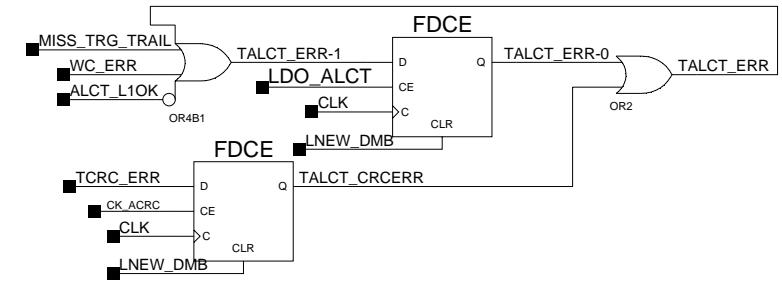 FDCE
MISS_TRG_TRAIL
TALCT_ERR-1
TALCT_ERR-0
TALCT_ERR
WC_ERR
D
Q
LDO_ALCT
CE
ALCT_L1OK
CLK
C
OR4B1
OR2
CLR
LNEW_DMB
FDCE
TCRC_ERR
D
Q
TALCT_CRCERR
CK_ACRC
CE
CLK
C
CLR
LNEW_DMB